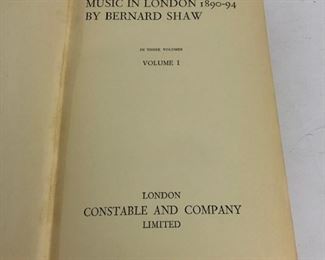 MUSIC IN LONDON 1890-94
BY BERNARD SHAW
IN THREE VOLUMES
VOLUME I
LONDON
CONSTABLE AND COMPANY
LIMITED